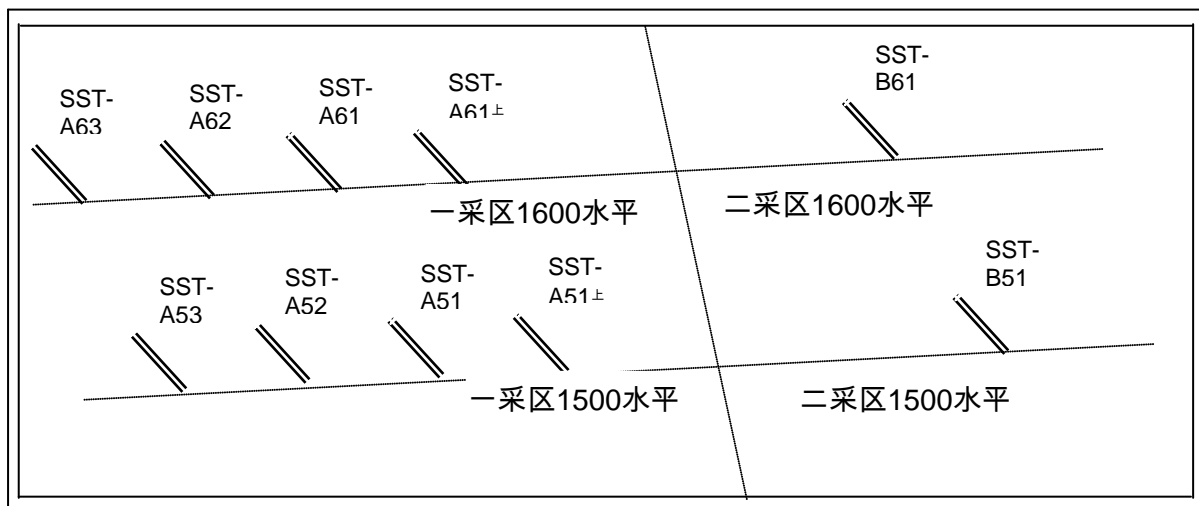 SST-
A63
SST-
A62
SST-
A61
SST-
A61上
SST-
B61
一采区1600水平
二采区1600水平
SST-
A53
SST-
A52
SST-
A51
SST-
A51上
SST-
B51
一采区1500水平
二采区1500水平